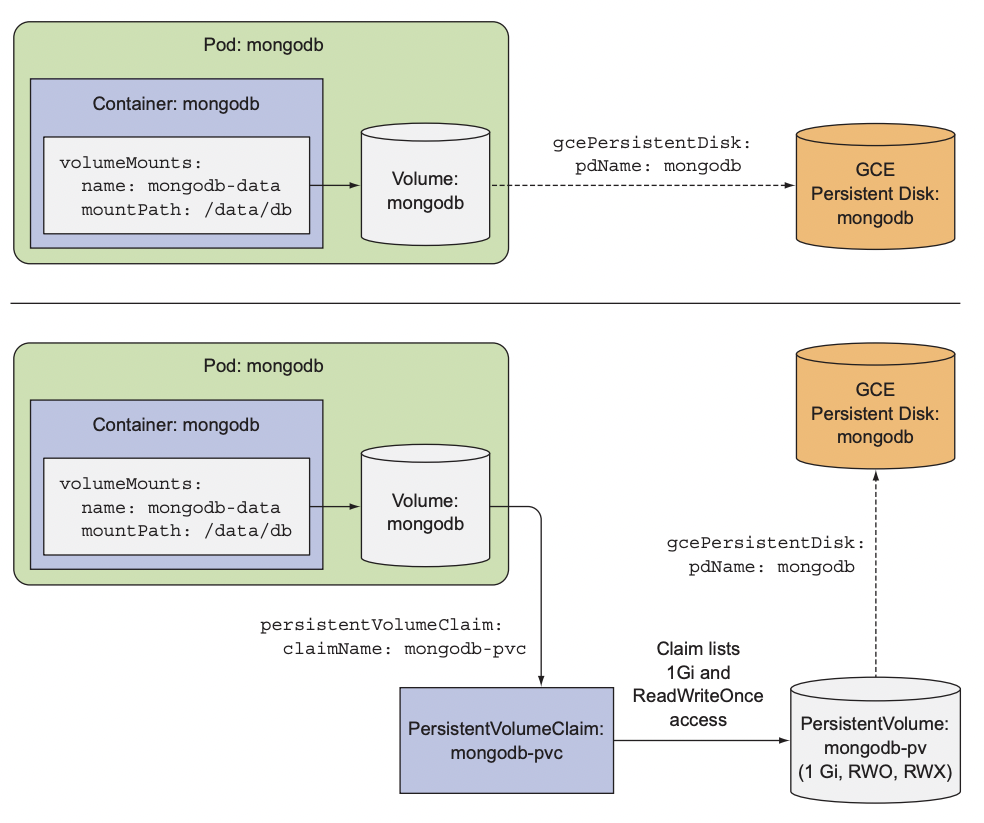 Pod: mongodb
Container: mongodb
volumeMounts:
name: mongodb-data
mountPath: /data/db
Volume:
mongodb
gcePersistentDisk:
pdName: mongodb
GCE
Persistent Disk:
mongodb
Pod: mongodb
Container: mongodb
volumeMounts:
name: mongodb-data
mountPath: /data/db
Volume:
mongodb
GCE
Persistent Disk:
mongodb
gcePersistentDisk:
pdName: mongodb
persistentVolumeClaim:
claimName: mongodb-pvc
Claim lists
1Gi and
ReadWriteOnce
access
PersistentVolumeClaim:
mongodb-pvc
PersistentVolume:
mongodb-pv
(1 Gi, RWO, RWX)